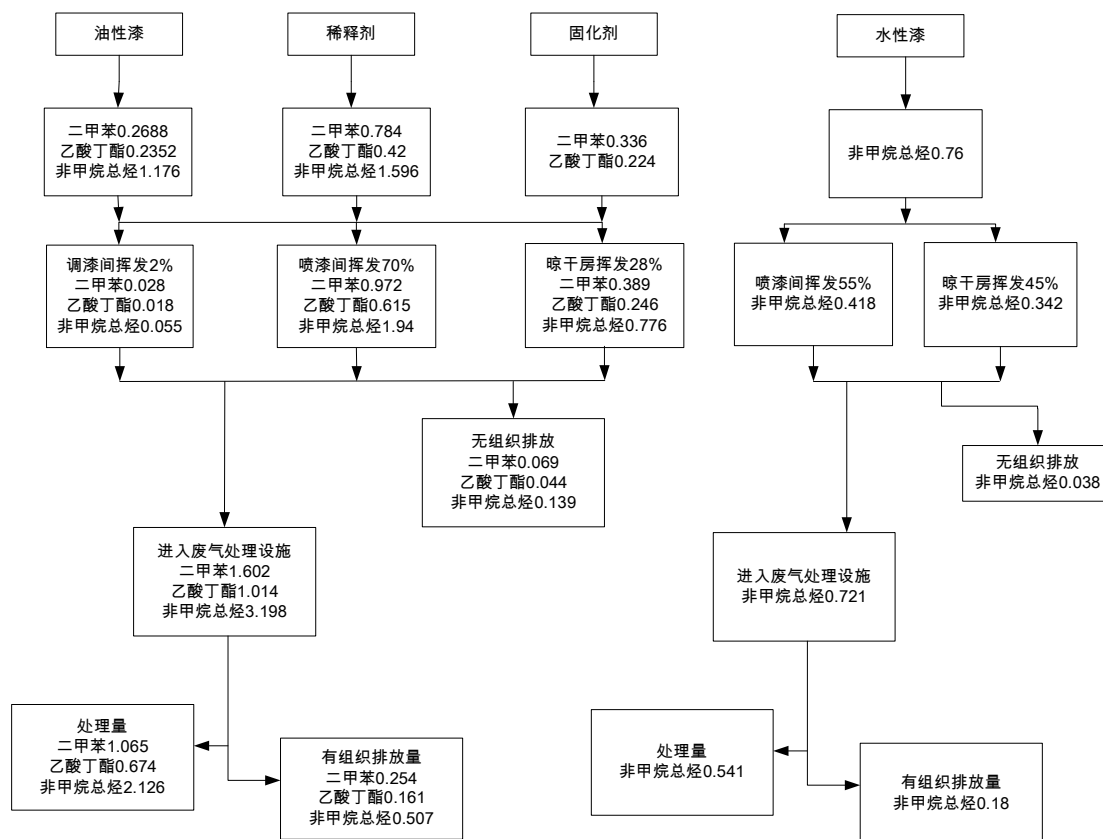 油性漆
稀释剂
固化剂
水性漆
二甲苯0.2688
乙酸丁酯0.2352
非甲烷总烃1.176
二甲苯0.784
乙酸丁酯0.42
非甲烷总烃1.596
二甲苯0.336
乙酸丁酯0.224
非甲烷总烃0.76
调漆间挥发2%
二甲苯0.028
乙酸丁酯0.018
非甲烷总烃0.055
喷漆间挥发70%
二甲苯0.972
乙酸丁酯0.615
非甲烷总烃1.94
晾干房挥发28%
二甲苯0.389
乙酸丁酯0.246
非甲烷总烃0.776
喷漆间挥发55%
非甲烷总烃0.418
晾干房挥发45%
非甲烷总烃0.342
无组织排放
二甲苯0.069
乙酸丁酯0.044
非甲烷总烃0.139
无组织排放
非甲烷总烃0.038
进入废气处理设施
二甲苯1.602
乙酸丁酯1.014
非甲烷总烃3.198
进入废气处理设施
非甲烷总烃0.721
处理量
二甲苯1.065
乙酸丁酯0.674
非甲烷总烃2.126
有组织排放量
二甲苯0.254
乙酸丁酯0.161
非甲烷总烃0.507
处理量
非甲烷总烃0.541
有组织排放量
非甲烷总烃0.18